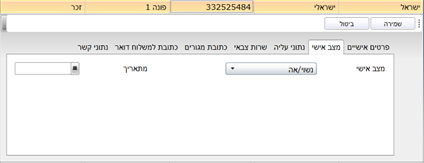 ישראל ישראלי 332525484 פונה 1 זכר
שמירה ביטול
פרטים אישיים מצב אישי נתוני עליה שרות צבאי כתובת מגורים כתובת למשלוח דואר נתוני קשר
מצב אישי נשוי/אה מתאריך